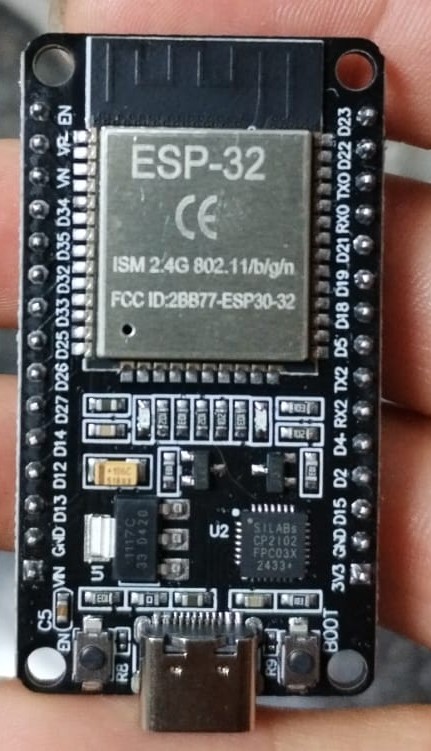 ESP-32
CE
ISM 2.4G 802.11/b/g/n
FCC ID:2BB77-ESP30-32
EN
VP
VN
D34
D35
D32
D33
D25
D26
D27
D14
D12
D13
GND
VIN
D23
D22
TX0
RX0
D21
D19
D18
D5
TX2
RX2
D4
D2
D15
GND
3V3
1117C
33 D420
U1
U2
SILABS
CP2102
FPC03X
2433+
C5
EN
R8
R9
BOOT